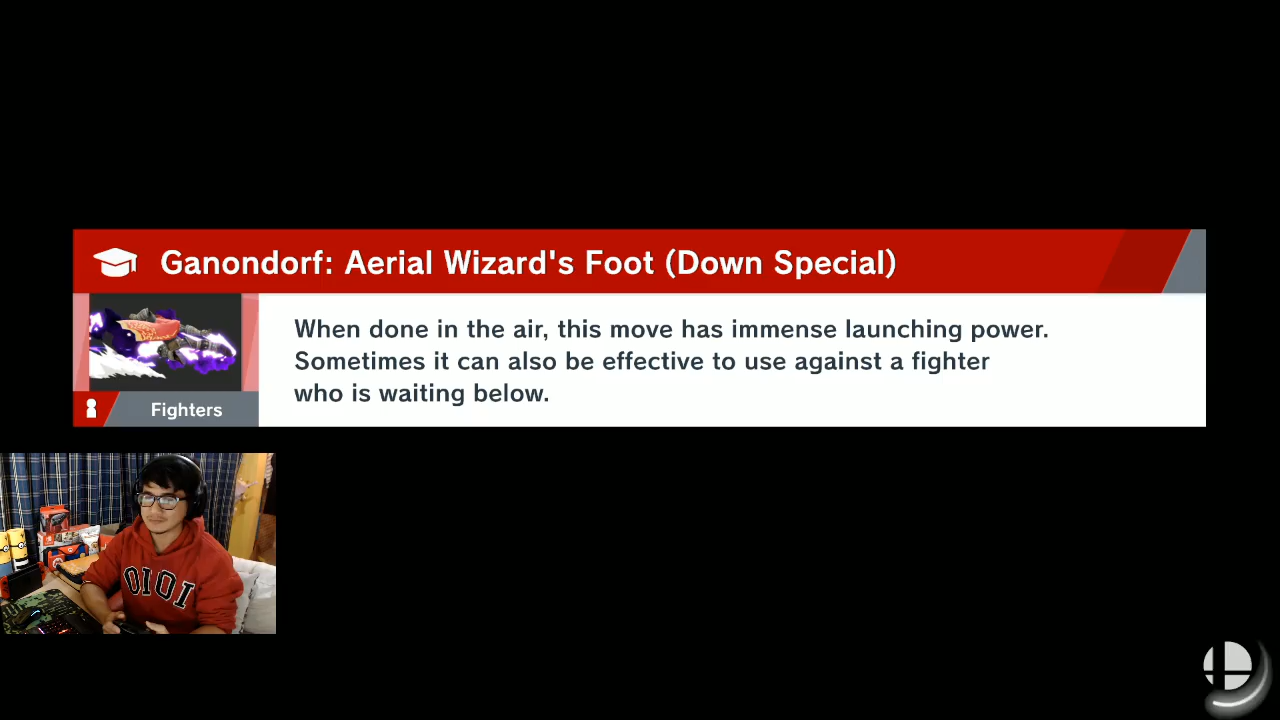 Ganondorf: Aerial Wizard's Foot (Down Special)
When done in the air, this move has immense launching power.
Sometimes it can also be effective to use against a fighter
who is waiting below.
Fighters
OIOI